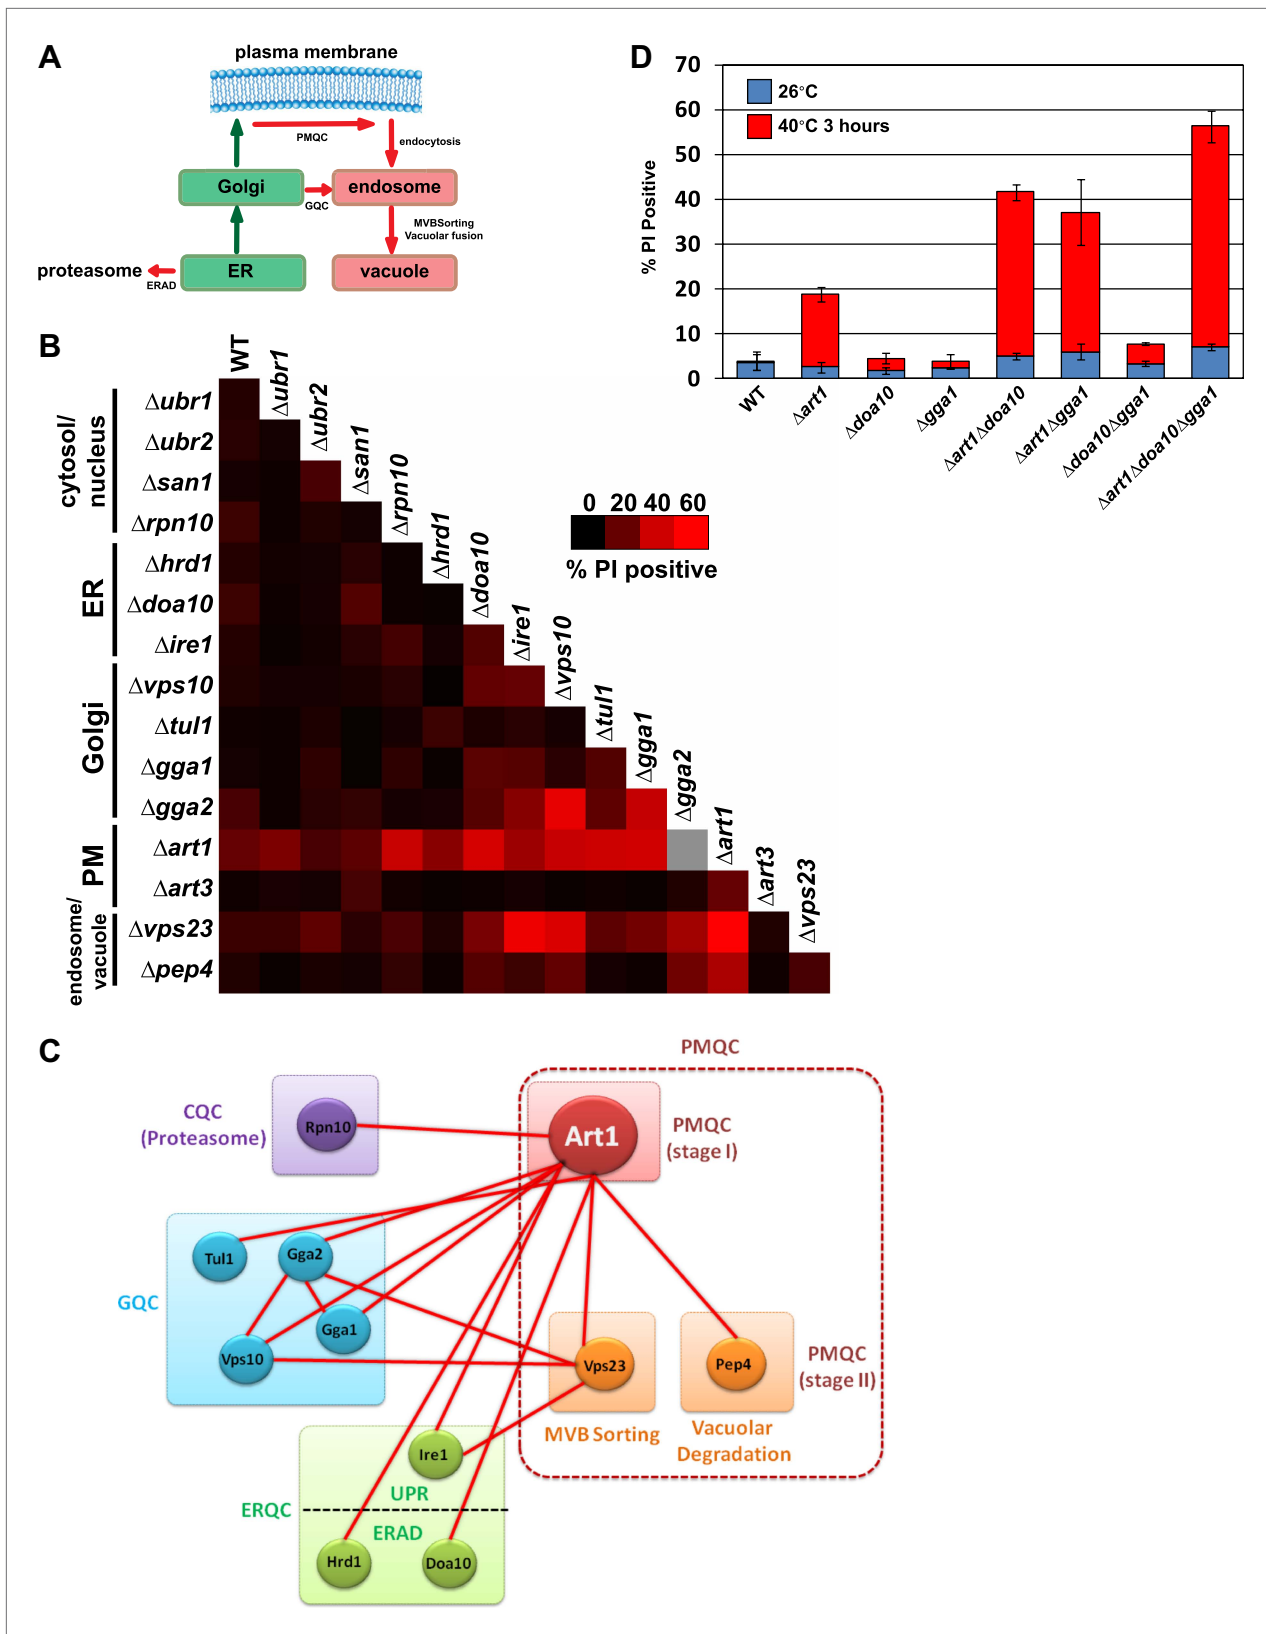 A
plasma membrane
PMQC
endocytosis
Golgi
GQC
endosome
MVBSorting
Vacuolar fusion
proteasome
ERAD
ER
vacuole
D
% PI Positive
70
60
50
40
30
20
10
0
26°C
40°C 3 hours
WT
Δart1
Δdoa10
Δgga1
Δart1Δdoa10
Δart1Δgga1
Δdoa10Δgga1
Δart1Δdoa10Δgga1
B
WT
Δubr1
Δubr2
Δsan1
Δrpn10
Δhrd1
Δdoa10
Δire1
Δvps10
Δtul1
Δgga1
Δgga2
Δart1
Δart3
Δvps23
cytosol/
nucleus
Δubr1
Δubr2
Δsan1
Δrpn10
ER
Δhrd1
Δdoa10
Δire1
Golgi
Δvps10
Δtul1
Δgga1
Δgga2
PM
Δart1
Δart3
endosome/
vacuole
Δvps23
Δpep4
0 20 40 60
% PI positive
C
PMQC
CQC
(Proteasome)
Rpn10
Art1
PMQC
(stage I)
GQC
Tul1
Gga2
Gga1
Vps10
Vps23
Pep4
PMQC
(stage II)
MVB Sorting
Vacuolar
Degradation
ERQC
Ire1
UPR
ERAD
Hrd1
Doa10